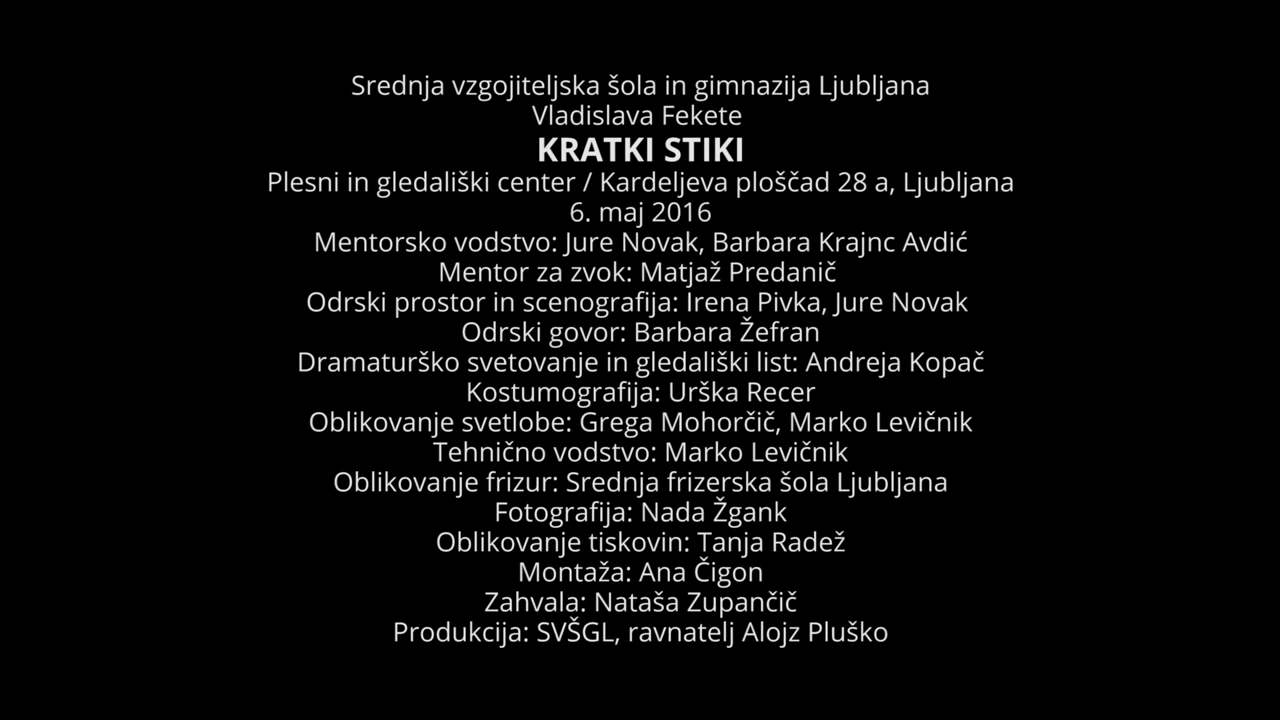 Srednja vzgojiteljska šola in gimnazija Ljubljana
Vladislava Fekete
KRATKI STIKI
Plesni in gledališki center / Kardeljeva ploščad 28 a, Ljubljana
6. maj 2016
Mentorsko vodstvo: Jure Novak, Barbara Krajnc Avdić
Mentor za zvok: Matjaž Predanič
Odrski prostor in scenografija: Irena Pivka, Jure Novak
Odrski govor: Barbara Žefran
Dramaturško svetovanje in gledališki list: Andreja Kopač
Kostumografija: Urška Recer
Oblikovanje svetlobe: Grega Mohorčič, Marko Levičnik
Tehnično vodstvo: Marko Levičnik
Oblikovanje frizur: Srednja frizerska šola Ljubljana
Fotografija: Nada Žgank
Oblikovanje tiskovin: Tanja Radež
Montaža: Ana Čigon
Zahvala: Nataša Zupančič
Produkcija: SVŠGL, ravnatelj Alojz Pluško